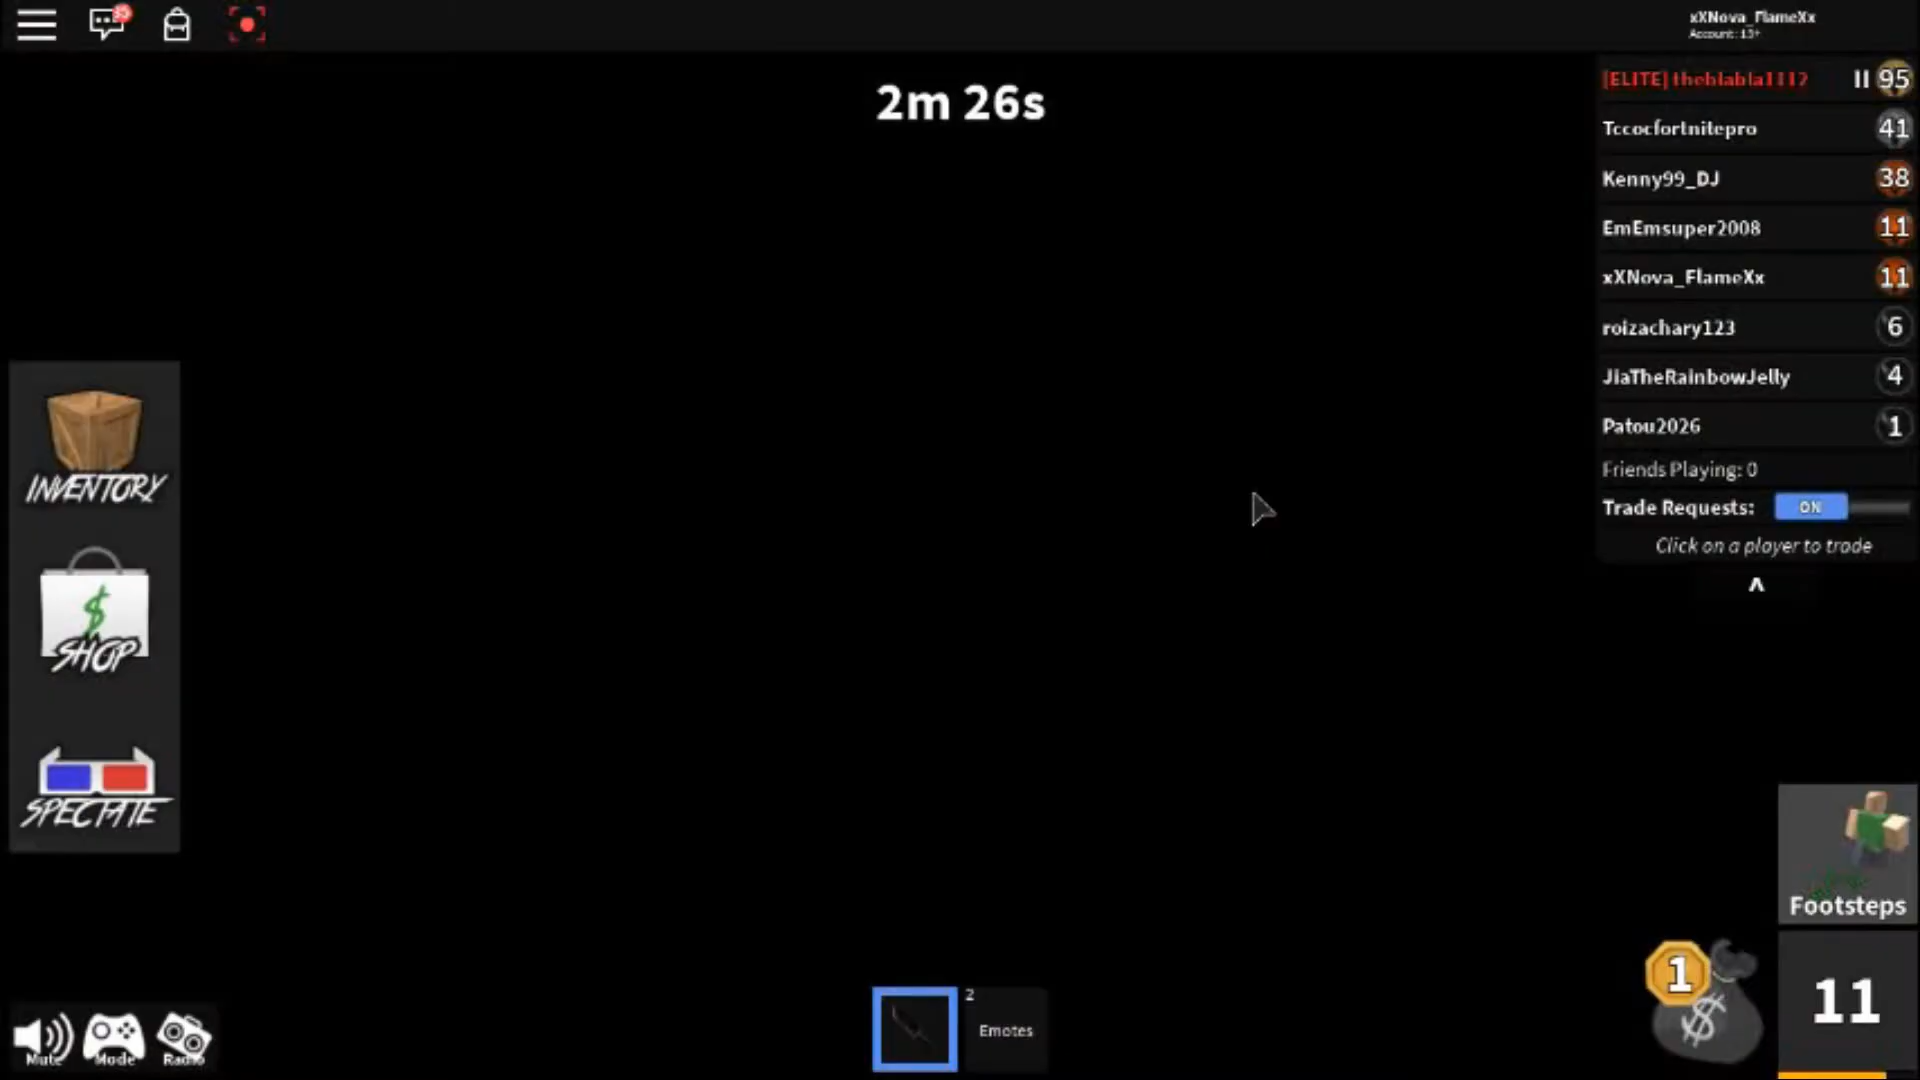 35
xXNova_FlameXx
Account: 13+
2m 26s
[ELITE] theblabla1112 II 95
Tccocfortnitepro 41
Kenny99_DJ 38
EmEmsuper2008 11
xXNova_FlameXx 11
roizachary123 6
JiaTheRainbowJelly 4
Patou2026 1
Friends Playing: 0
Trade Requests: ON
Click on a player to trade
INVENTORY
$
SHOP
SPECTATE
Footsteps
1
$
11
2
Emotes
Mute Mode Radio